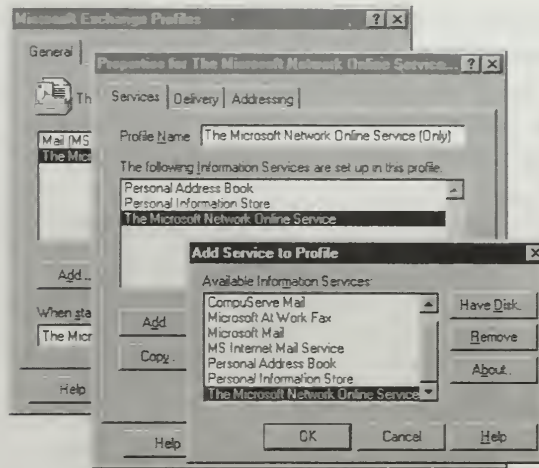 Microsoft Exchange Profiles
General
Th
Mail (MS
The Micr
Add..
When sta
The Micr
Help
Properties for The Microsoft Network Online Service...
Services
Delivery
Addressing
Profile Name
The Microsoft Network Online Service (Only)
The following Information Services are set up in this profile.
Personal Address Book
Personal Information Store
The Microsoft Network Online Service
Add
Copy.
Help
Add Service to Profile
Available Information Services:
CompuServe Mail
Microsoft At Work Fax
Microsoft Mail
MS Internet Mail Service
Personal Address Book
Personal Information Store
The Microsoft Network Online Service
Have Disk.
Remove
About.
OK
Cancel
Help